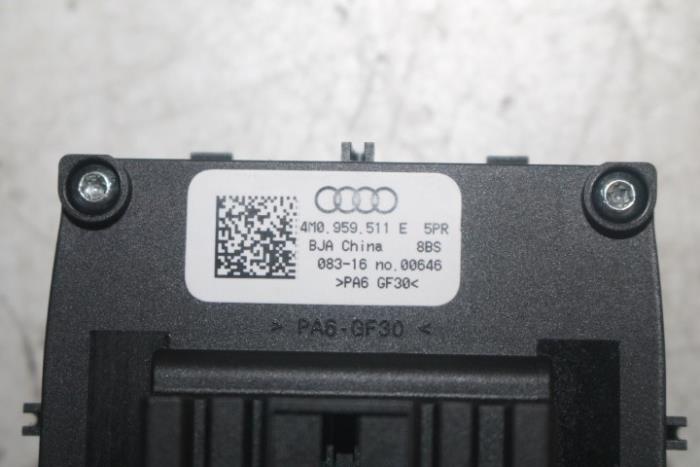 4M0.959.511 E 5PR
BJA China 8BS
083-16 no.00646
>PA6 GF30<
> PA6-GF30 <